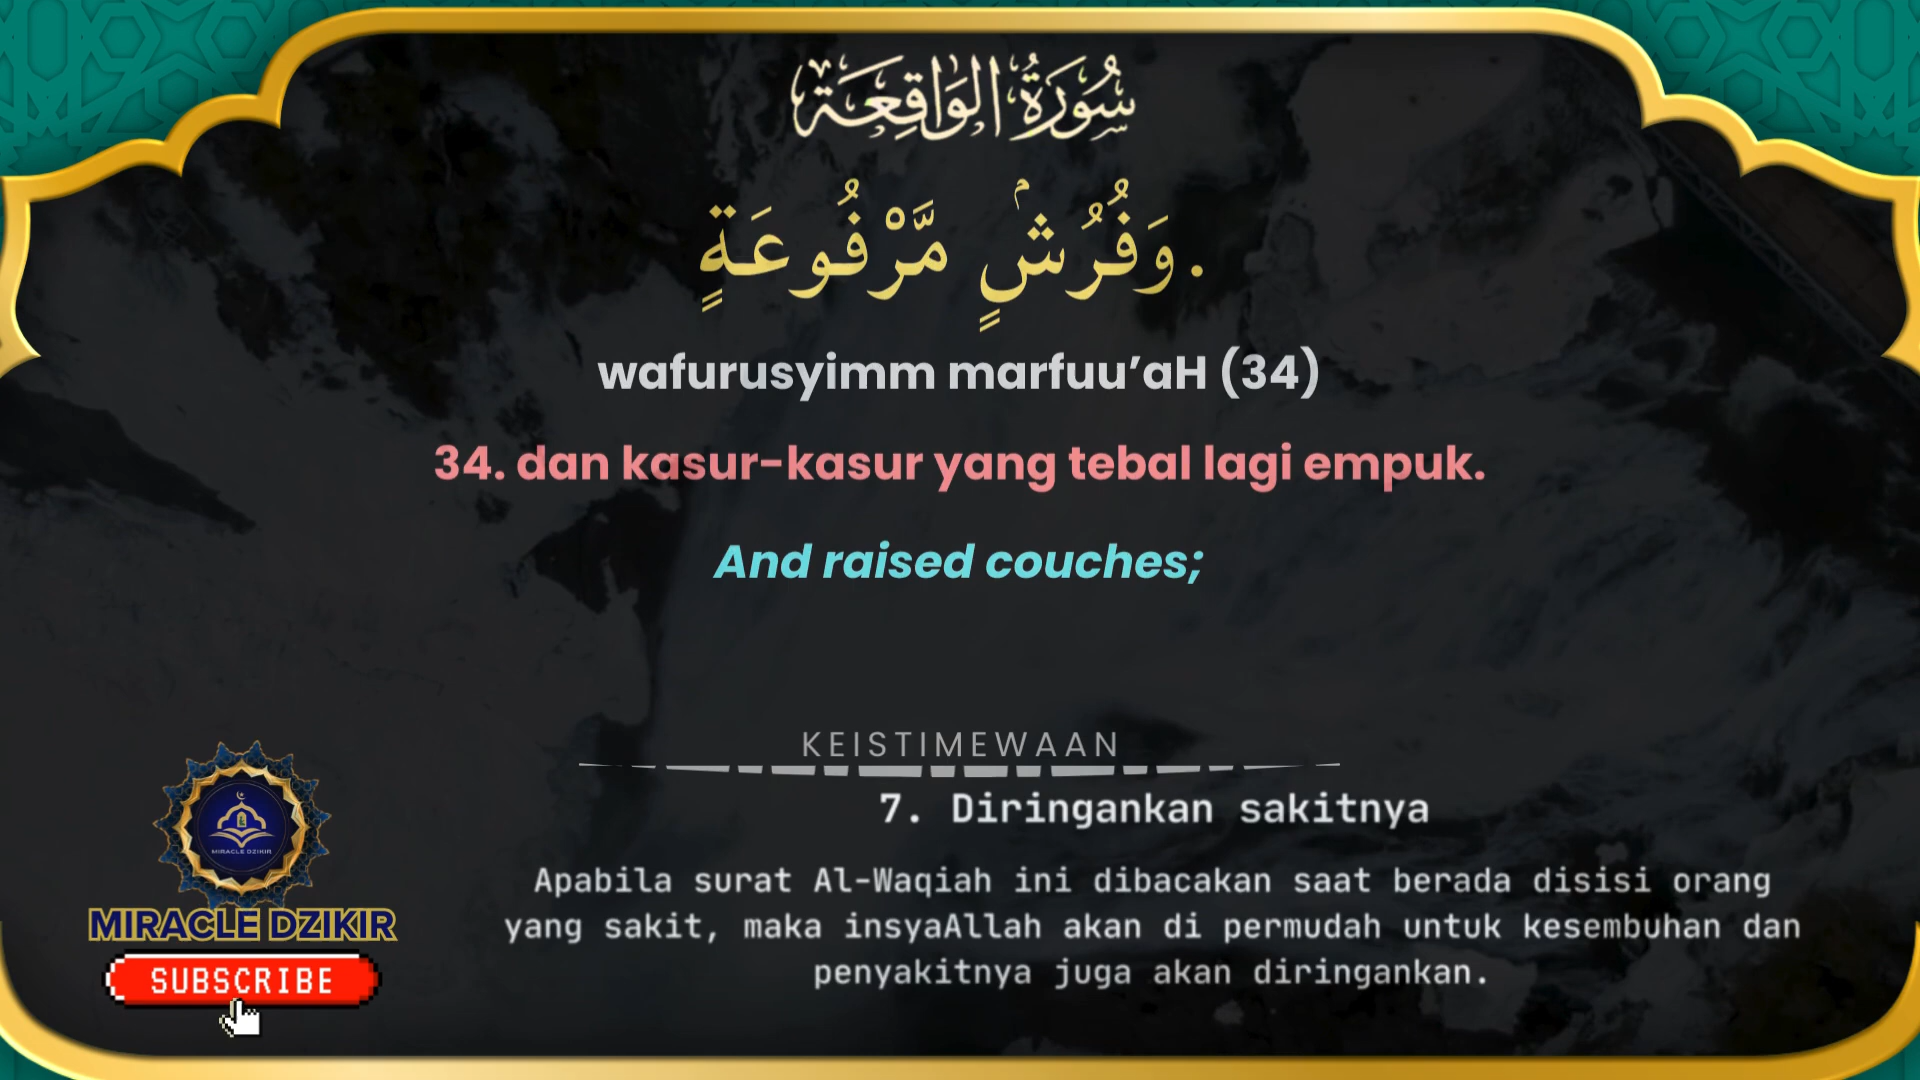 سُورَةُ الوَاقِعَة
وَفُرُشٍۢ مَّرْفُوعَةٍ.
wafurusyimm marfuu’aH (34)
34. dan kasur-kasur yang tebal lagi empuk.
And raised couches;
KEISTIMEWAAN
7. Diringankan sakitnya
Apabila surat Al-Waqiah ini dibacakan saat berada disisi orang
yang sakit, maka insyaAllah akan di permudah untuk kesembuhan dan
penyakitnya juga akan diringankan.
MIRACLE DZIKIR
MIRACLE DZIKIR
SUBSCRIBE